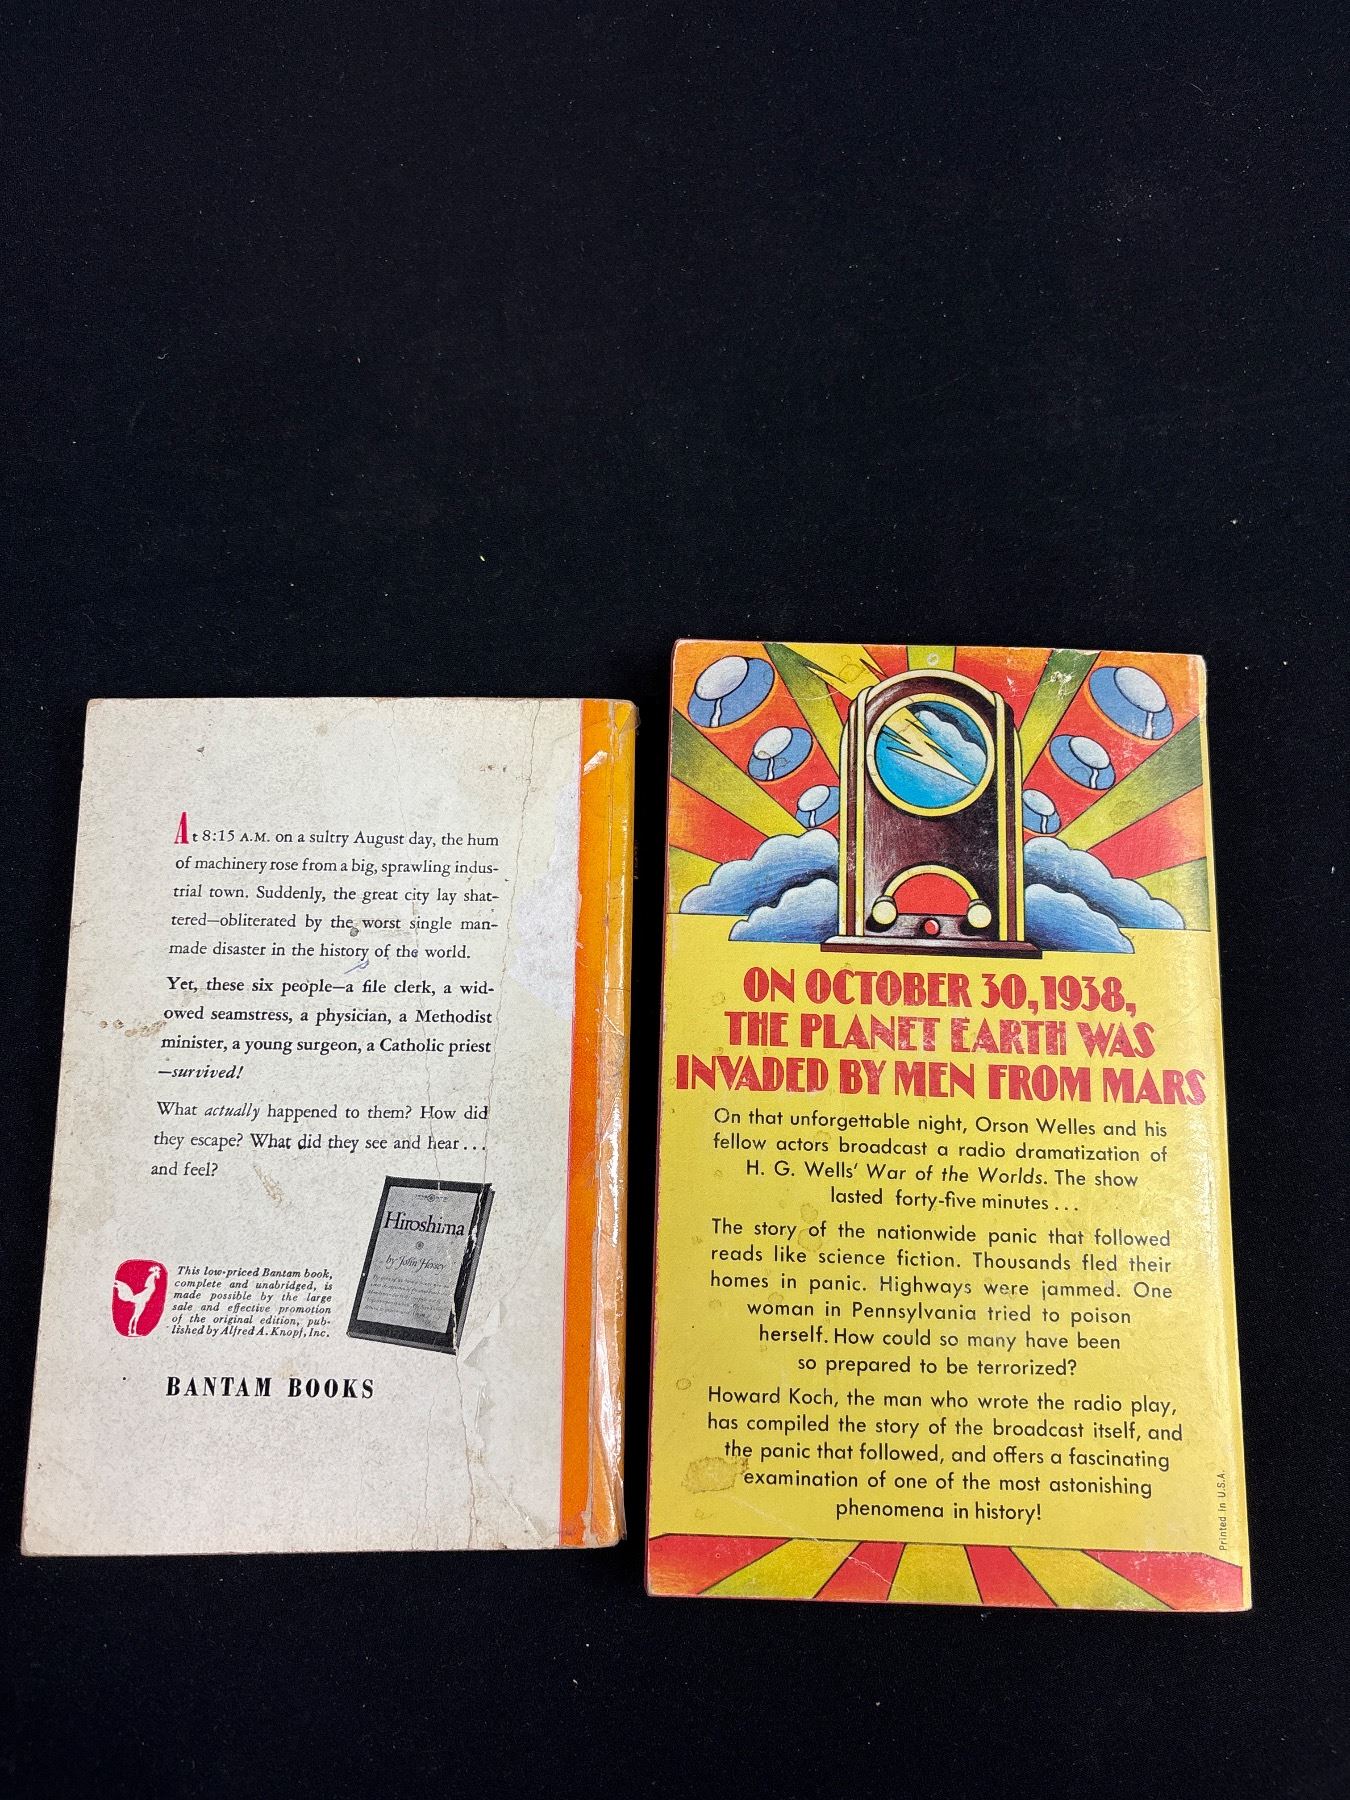 At 8:15 A.M. on a sultry August day, the hum
of machinery rose from a big, sprawling indus-
trial town. Suddenly, the great city lay shat-
tered—obliterated by the worst single man-
made disaster in the history of the world.
Yet, these six people—a file clerk, a wid-
owed seamstress, a physician, a Methodist
minister, a young surgeon, a Catholic priest
—survived!
What actually happened to them? How did
they escape? What did they see and hear...
and feel?
Hiroshima
by John Hersey
This low-priced Bantam book,
complete and unabridged, is
made possible by the large
sale and effective promotion
of the original edition, pub-
lished by Alfred A. Knopf, Inc.
BANTAM BOOKS
ON OCTOBER 30, 1938,
THE PLANET EARTH WAS
INVADED BY MEN FROM MARS
On that unforgettable night, Orson Welles and his
fellow actors broadcast a radio dramatization of
H. G. Wells' War of the Worlds. The show
lasted forty-five minutes...
The story of the nationwide panic that followed
reads like science fiction. Thousands fled their
homes in panic. Highways were jammed. One
woman in Pennsylvania tried to poison
herself. How could so many have been
so prepared to be terrorized?
Howard Koch, the man who wrote the radio play,
has compiled the story of the broadcast itself, and
the panic that followed, and offers a fascinating
examination of one of the most astonishing
phenomena in history!
Printed in U.S.A.